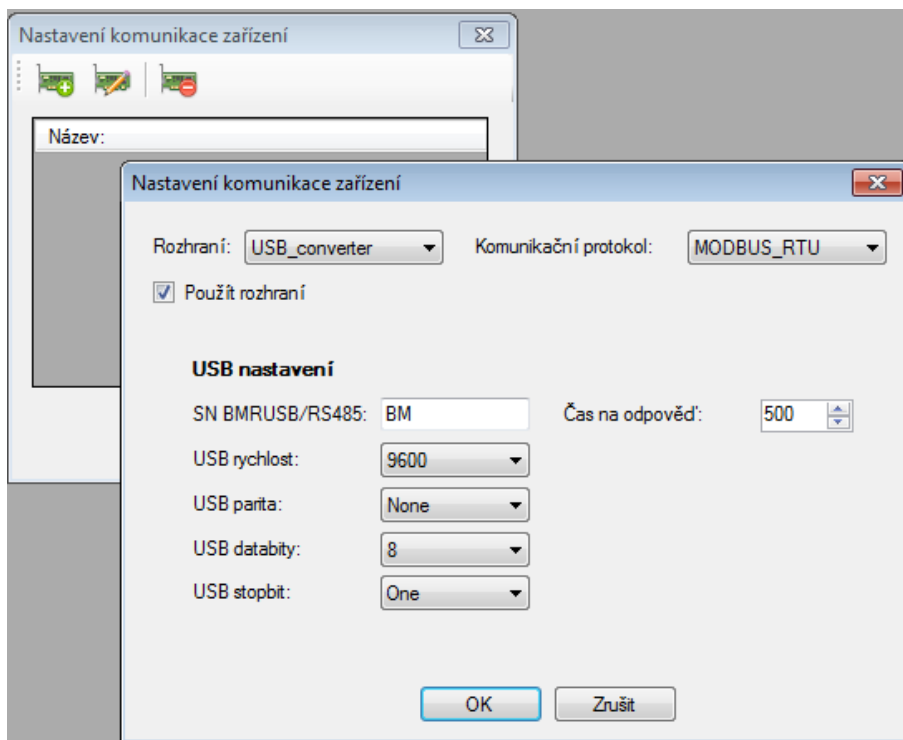 Nastavení komunikace zařízení
Název:
Nastavení komunikace zařízení
Rozhraní: USB_converter Komunikační protokol: MODBUS_RTU
Použít rozhraní
USB nastavení
SN BMRUSB/RS485: BM Čas na odpověď: 500
USB rychlost: 9600
USB parita: None
USB databity: 8
USB stopbit: One
OK Zrušit